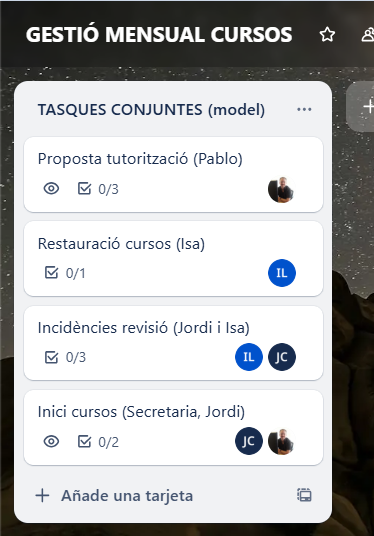 GESTIÓ MENSUAL CURSOS
TASQUES CONJUNTES (model)
Proposta tutorització (Pablo)
0/3
Restauració cursos (Isa)
0/1
IL
Incidències revisió (Jordi i Isa)
0/3
IL
JC
Inici cursos (Secretaria, Jordi)
0/2
JC
Añade una tarjeta